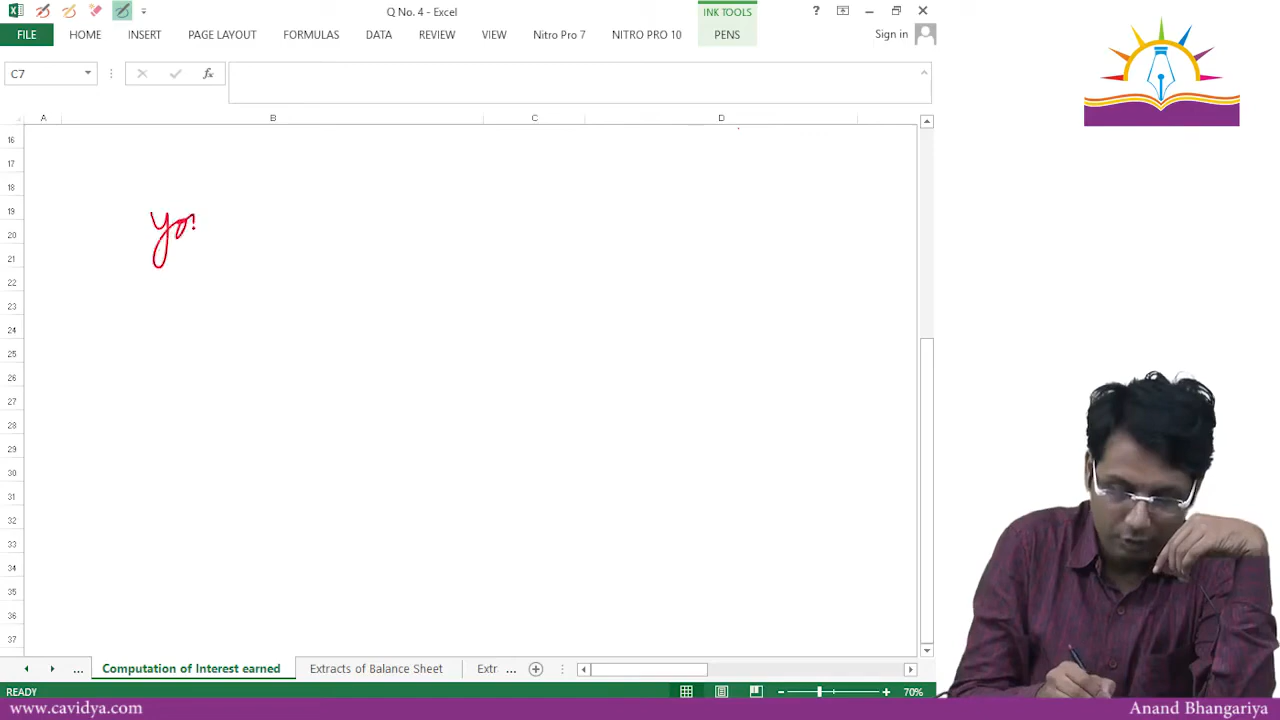 Q No. 4 - Excel
INK TOOLS
FILE
HOME
INSERT
PAGE LAYOUT
FORMULAS
DATA
REVIEW
VIEW
Nitro Pro 7
NITRO PRO 10
PENS
Sign in
C7
fx
A B C D
16
17
18
19
20
21
22
23
24
25
26
27
28
29
30
31
32
33
34
35
36
37
... Computation of Interest earned Extracts of Balance Sheet Extr ...
READY
70%
www.cavidya.com
Anand Bhangariya